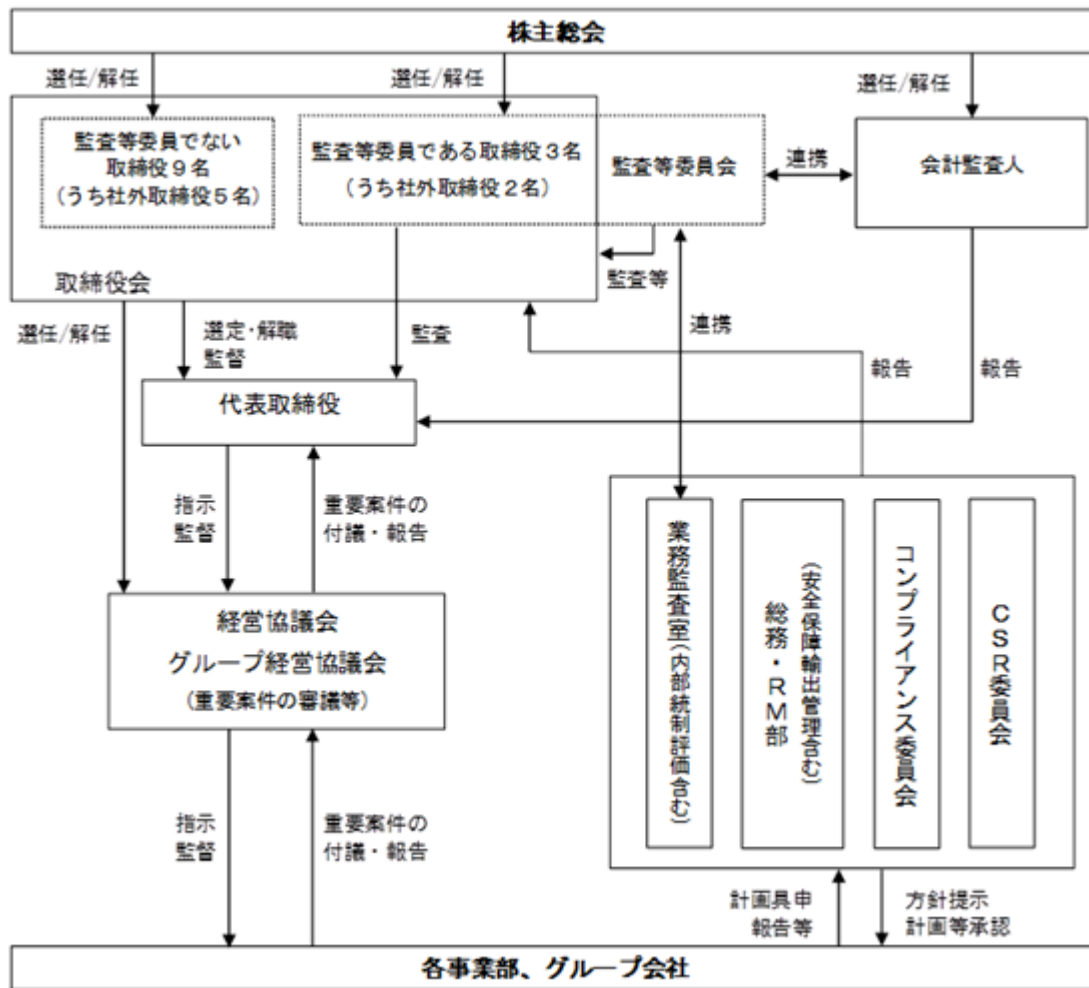 株主総会
選任/解任
選任/解任
選任/解任
監査等委員でない
取締役9名
(うち社外取締役5名)
監査等委員である取締役3名
(うち社外取締役2名)
監査等委員会
連携
会計監査人
取締役会
監査等
選任/解任
選定・解職
監督
監査
連携
報告
報告
代表取締役
指示
監督
重要案件の
付議・報告
経営協議会
グループ経営協議会
(重要案件の審議等)
業務監査室(内部統制評価含む)
総務・RM部
(安全保障輸出管理含む)
コンプライアンス委員会
CSR委員会
指示
監督
重要案件の
付議・報告
計画具申
報告等
方針提示
計画等承認
各事業部、グループ会社